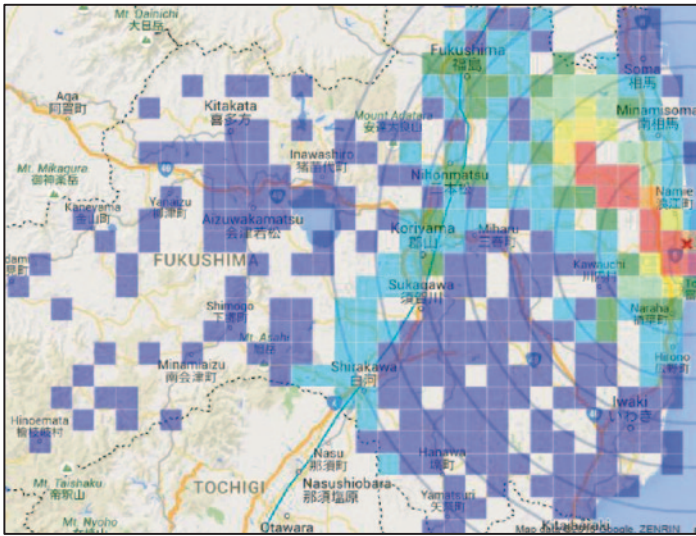 Mt. Dainichi
大日岳
Fukushima
福島
Soma
相馬
Aga
阿賀町
Kitakata
喜多方
Mount Adatara
安達太良山
Minamisoma
南相馬
Inawashiro
猪苗代町
Mt. Mikagura
御神楽岳
Nihonmatsu
二本松
Namie
浪江町
Yanaizu
柳津町
Kaneyama
金山町
Aizuwakamatsu
会津若松
Koriyama
郡山
Miharu
三春町
FUKUSHIMA
Kawauchi
川内村
Sukagawa
須賀川
Shimogo
下郷町
Naraha
楢葉町
Mt. Asahi
旭岳
Hirono
広野町
Minamiaizu
南会津町
Shirakawa
白河
Iwaki
いわき
Hinoemata
檜枝岐村
4
Nasu
那須町
Hanawa
塙町
Mt. Taishaku
帝釈山
TOCHIGI
Nasushiobara
那須塩原
Yamatsuri
矢祭町
Mt. Nyoho
Otawara
Kitaibaraki